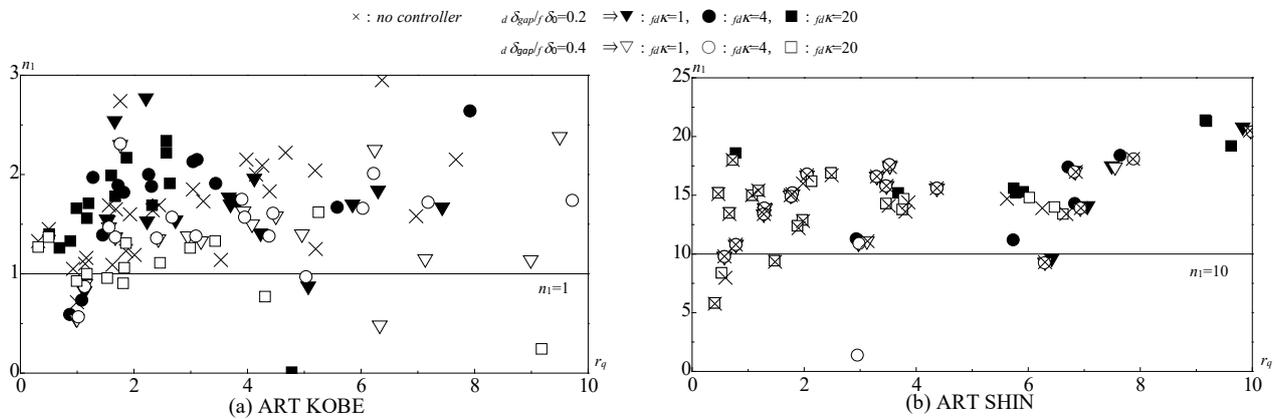 × : no controller dδgap/fδ0=0.2 ⇒▼ : fdκ=1, ● : fdκ=4, ■ : fdκ=20
dδgap/fδ0=0.4 ⇒▽ : fdκ=1, ○ : fdκ=4, □ : fdκ=20
n1
3
2
1
0
n1=1
rq
0 2 4 6 8 10
(a) ART KOBE
n1
25
20
15
10
5
0
n1=10
rq
0 2 4 6 8 10
(b) ART SHIN